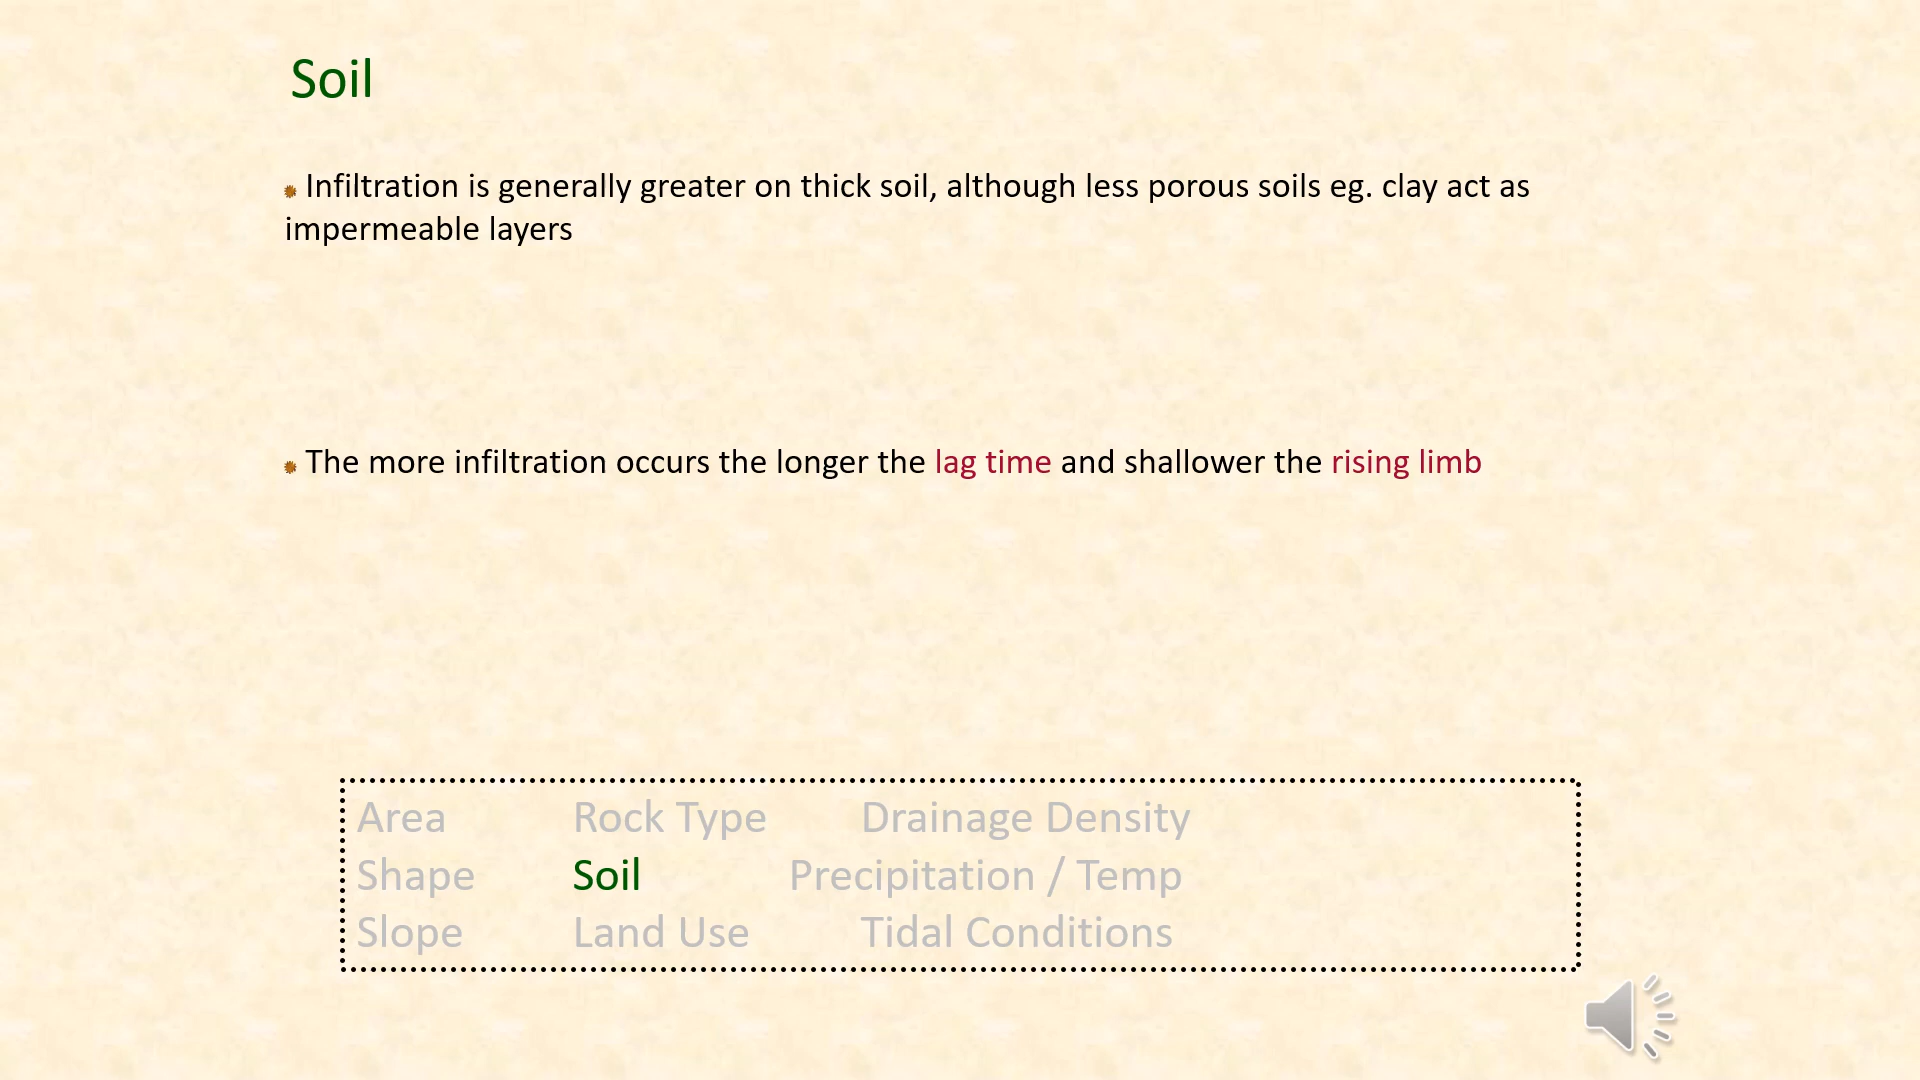 Soil
Infiltration is generally greater on thick soil, although less porous soils eg. clay act as
impermeable layers
The more infiltration occurs the longer the lag time and shallower the rising limb
Area Rock Type Drainage Density
Shape Soil Precipitation / Temp
Slope Land Use Tidal Conditions